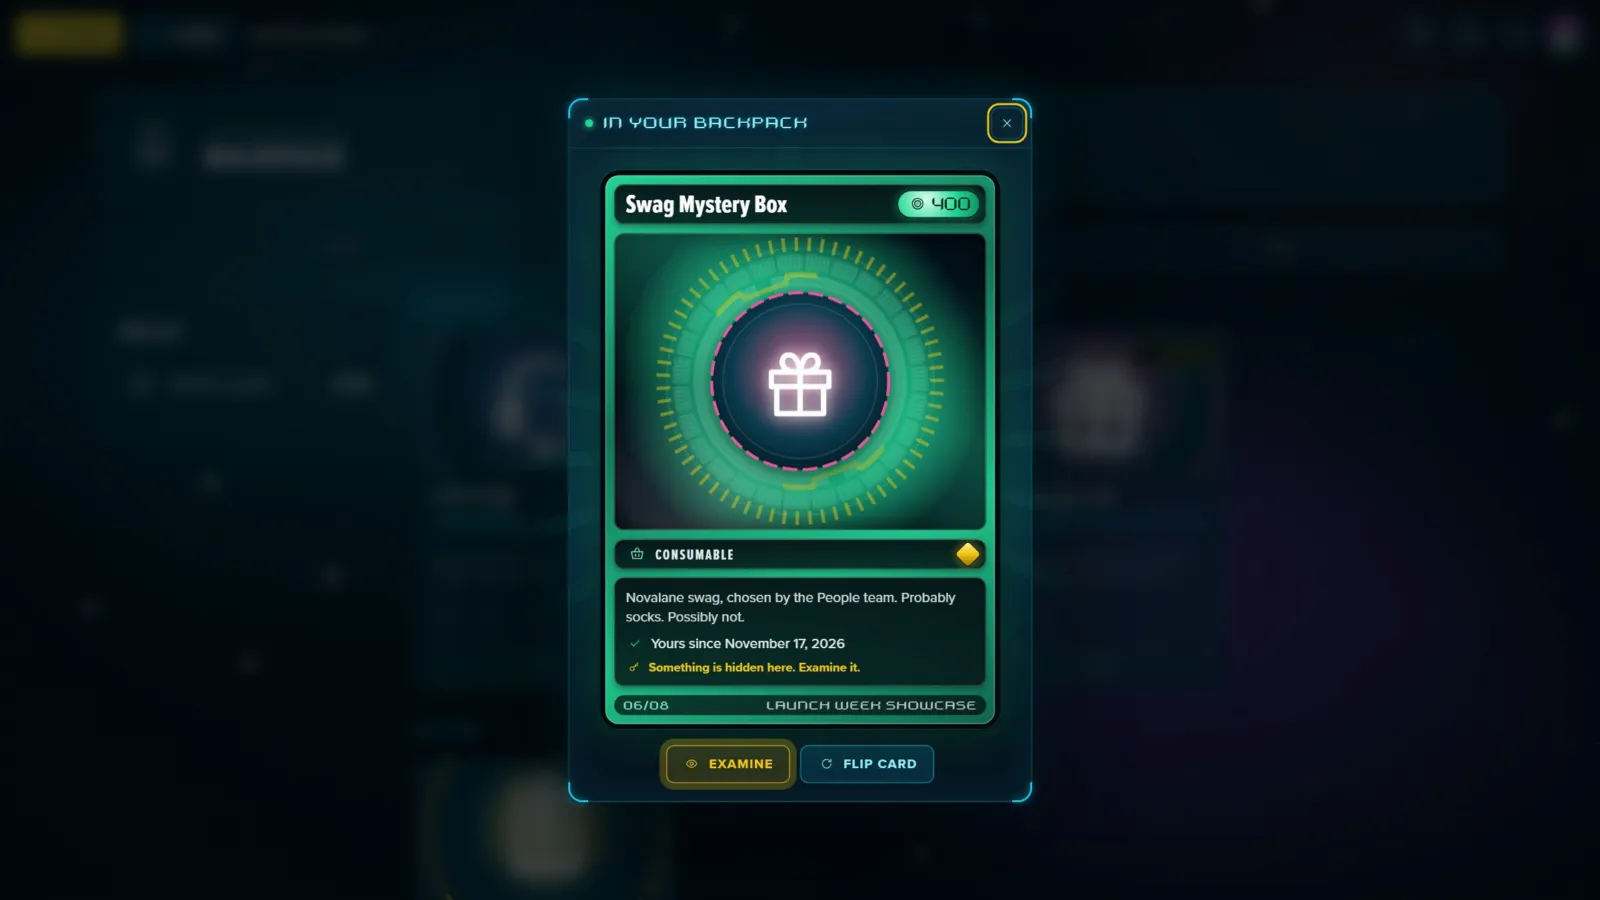 IN YOUR BACKPACK
Swag Mystery Box
400
CONSUMABLE
Novalane swag, chosen by the People team. Probably
socks. Possibly not.
Yours since November 17, 2026
Something is hidden here. Examine it.
06/08
LAUNCH WEEK SHOWCASE
EXAMINE
FLIP CARD